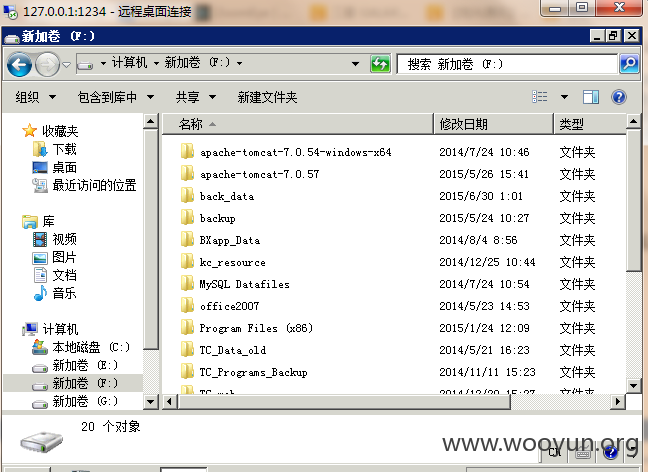 127.0.0.1:1234 - 远程桌面连接
新加卷 (F:)
计算机 新加卷 (F:)
搜索 新加卷 (F:)
组织 包含到库中 共享 新建文件夹
收藏夹
下载
桌面
最近访问的位置
库
视频
图片
文档
音乐
计算机
本地磁盘 (C:)
新加卷 (E:)
新加卷 (F:)
新加卷 (G:)
名称 修改日期 类型
apache-tomcat-7.0.54-windows-x64 2014/7/24 10:46 文件夹
apache-tomcat-7.0.57 2015/5/26 15:41 文件夹
back_data 2015/6/30 1:01 文件夹
backup 2015/5/24 10:27 文件夹
BXapp_Data 2014/8/4 8:56 文件夹
kc_resource 2014/12/25 10:44 文件夹
MySQL Datafiles 2014/7/24 10:54 文件夹
office2007 2014/5/23 14:53 文件夹
Program Files (x86) 2015/1/24 12:09 文件夹
TC_Data_old 2014/5/21 16:23 文件夹
TC_Programs_Backup 2014/11/11 15:23 文件夹
20 个对象
www.wooyun.org